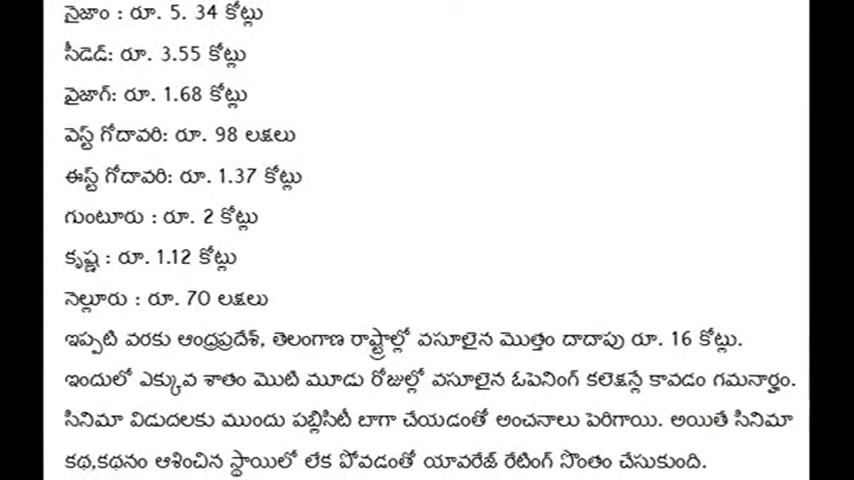 నైజాం : రూ. 5. 34 కోట్లు
సీడెడ్: రూ. 3.55 కోట్లు
వైజాగ్: రూ. 1.68 కోట్లు
వెస్ట్ గోదావరి: రూ. 98 లక్షలు
ఈస్ట్ గోదావరి: రూ. 1.37 కోట్లు
గుంటూరు : రూ. 2 కోట్లు
కృష్ణ : రూ. 1.12 కోట్లు
నెల్లూరు : రూ. 70 లక్షలు
ఇప్పటి వరకు ఆంధ్రప్రదేశ్, తెలంగాణ రాష్ట్రాల్లో వసూలైన మొత్తం దాదాపు రూ. 16 కోట్లు.
ఇందులో ఎక్కువ శాతం మొటి మూడు రోజుల్లో వసూలైన ఓపెనింగ్ కలెక్షన్లే కావడం గమనార్హం.
సినిమా విడుదలకు ముందు పబ్లిసిటీ బాగా చేయడంతో అంచనాలు పెరిగాయి. అయితే సినిమా
కథ,కథనం ఆశించిన స్థాయిలో లేక పోవడంతో యావరేజ్ రేటింగ్ సొంతం చేసుకుంది.